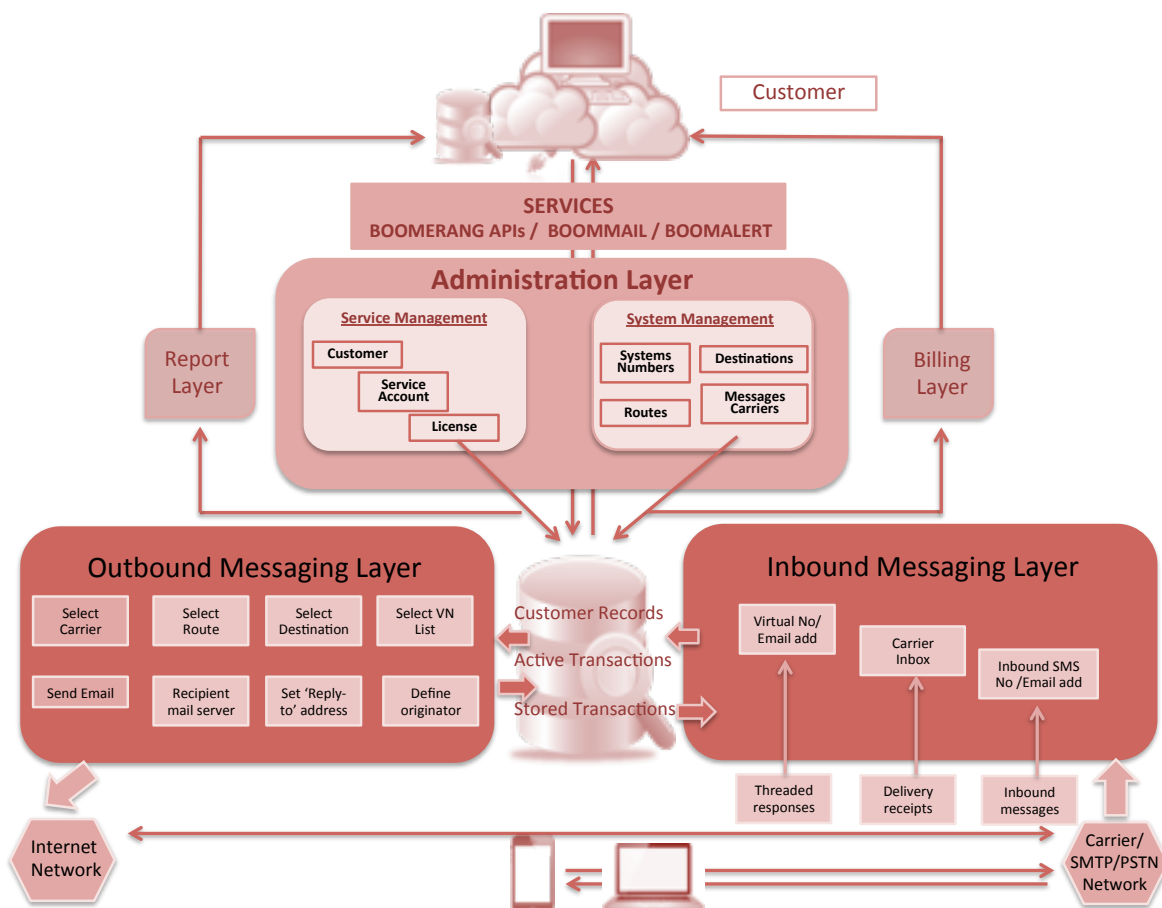 Customer
SERVICES
BOOMERANG APIs / BOOMMAIL / BOOMALERT
Administration Layer
Service Management
Customer
Service
Account
License
System Management
Systems
Numbers
Destinations
Routes
Messages
Carriers
Report
Layer
Billing
Layer
Outbound Messaging Layer
Select
Carrier
Select
Route
Select
Destination
Select VN
List
Send Email
Recipient
mail server
Set ‘Reply-
to’ address
Define
originator
Customer Records
Active Transactions
Stored Transactions
Inbound Messaging Layer
Virtual No/
Email add
Carrier
Inbox
Inbound SMS
No /Email add
Threaded
responses
Delivery
receipts
Inbound
messages
Internet
Network
Carrier/
SMTP/PSTN
Network